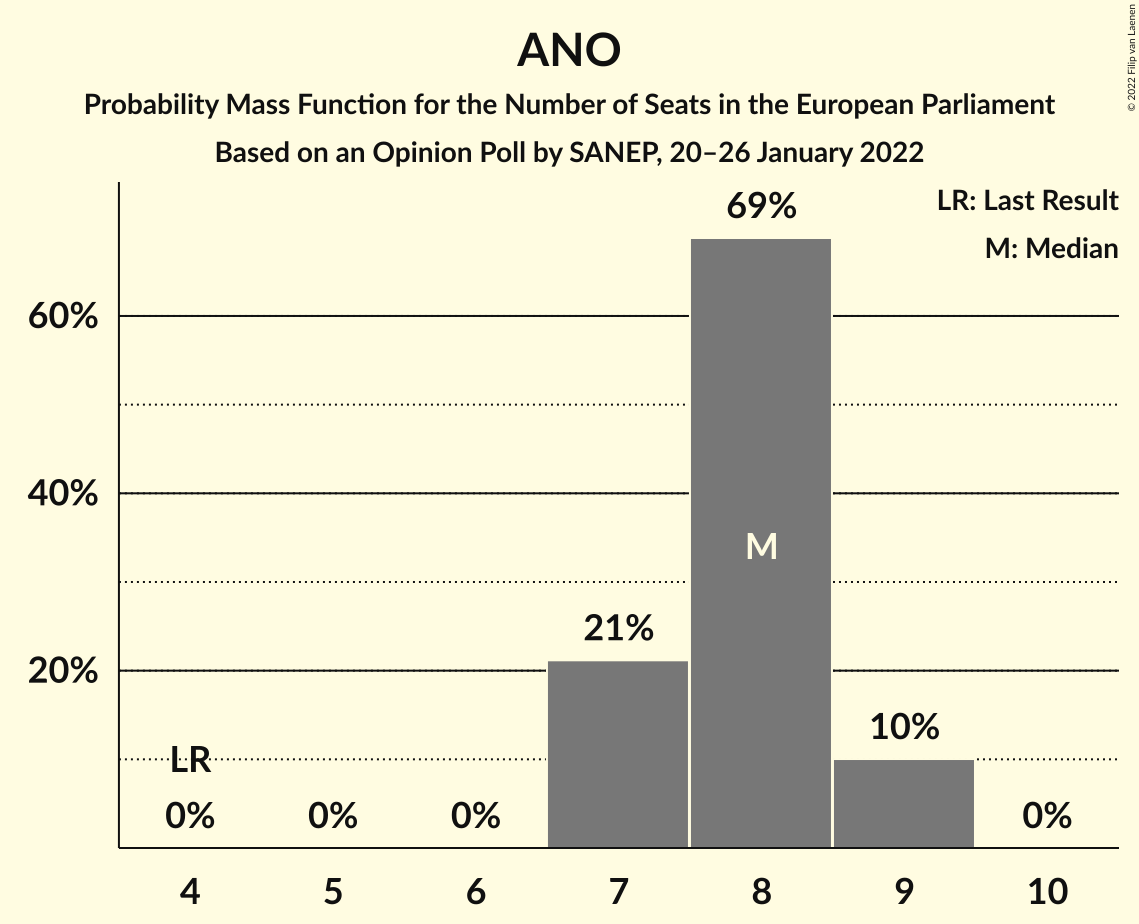 ANO
Probability Mass Function for the Number of Seats in the European Parliament
Based on an Opinion Poll by SANEP, 20–26 January 2022
© 2022 Filip van Laenen
LR: Last Result
M: Median
69%
60%
40%
M
21%
20%
10%
LR
0%
0%
0%
0%
4
5
6
7
8
9
10